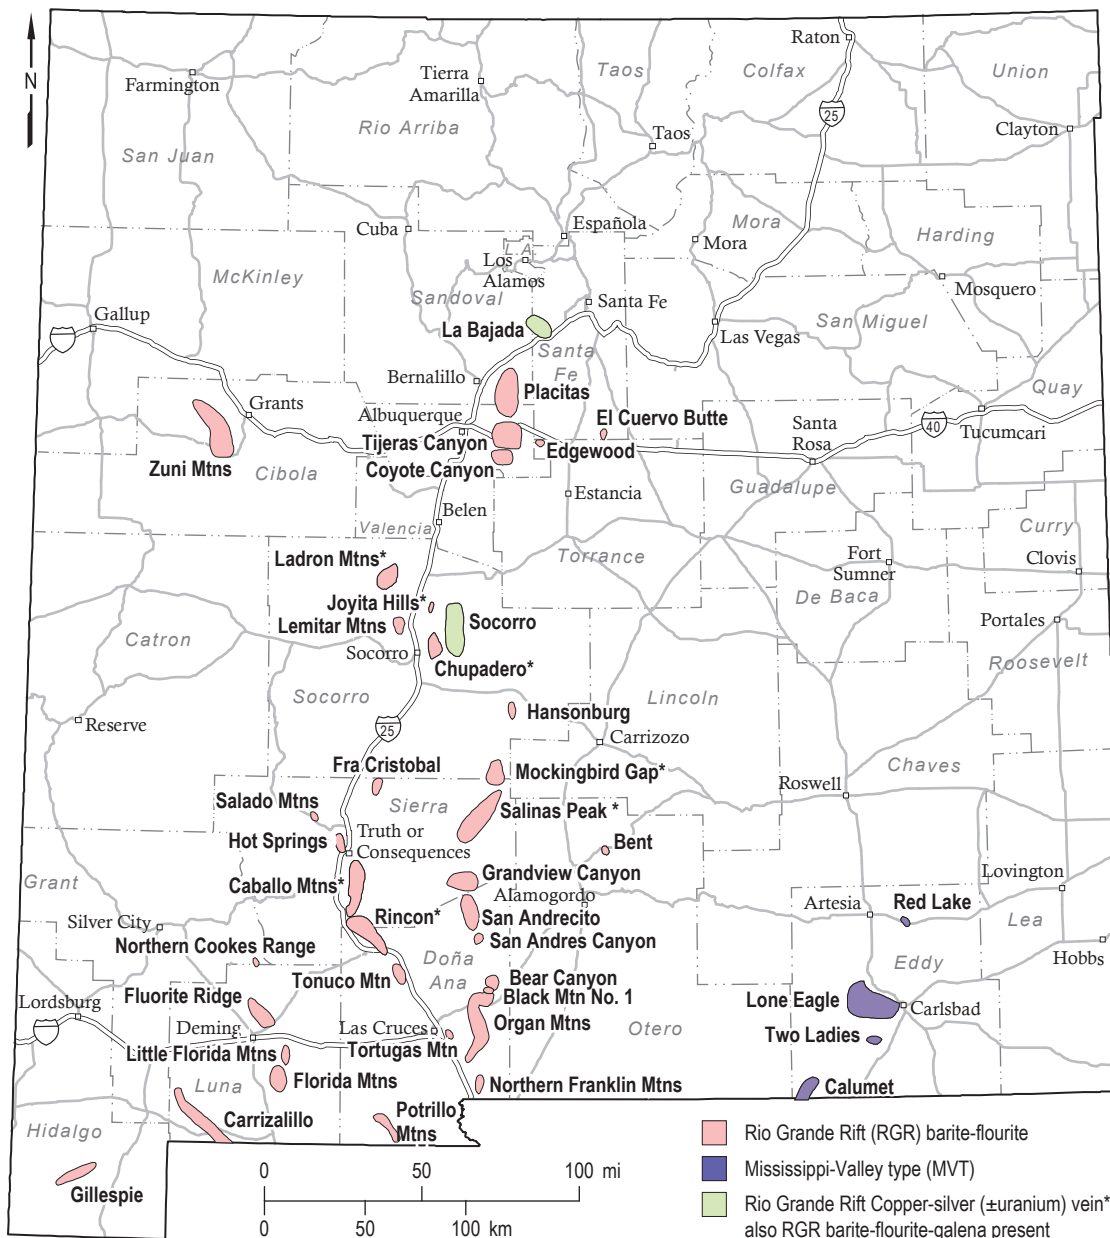 Raton
N
Farmington
Tierra
Amarilla
Taos
Colfax
Union
25
Rio Arriba
San Juan
Taos
Clayton
Cuba
Española
L.A.
Los
Alamos
Mora
Mora
Harding
McKinley
Sandoval
Mosquero
Gallup
Santa Fe
La Bajada
Las Vegas
San Miguel
Santa
Fe
Bernalillo
Placitas
Quay
Grants
Albuquerque
El Cuervo Butte
Santa
Rosa
40
Tucumcari
Tijeras Canyon
Edgewood
Zuni Mtns
Cibola
Coyote Canyon
Estancia
Guadalupe
Belen
Valencia
Curry
Torrance
Fort
Sumner
Clovis
Ladron Mtns*
De Baca
Joyita Hills*
Lemitar Mtns
Socorro
Portales
Catron
Socorro
Chupadero*
Roosevelt
Socorro
Lincoln
Reserve
Hansonburg
25
Carrizozo
Fra Cristobal
Mockingbird Gap*
Chaves
Roswell
Salado Mtns
Sierra
Salinas Peak *
Hot Springs
Truth or
Consequences
Bent
Grant
Caballo Mtns*
Grandview Canyon
Alamogordo
Lovington
Artesia
Red Lake
Silver City
Rincon*
San Andrecito
Lea
Northern Cookes Range
San Andres Canyon
Doña
Ana
Eddy
Hobbs
Tonuco Mtn
Bear Canyon
Lordsburg
Fluorite Ridge
Black Mtn No. 1
Lone Eagle
Carlsbad
Deming
Las Cruces
Organ Mtns
Otero
Two Ladies
Little Florida Mtns
Tortugas Mtn
Luna
Florida Mtns
Northern Franklin Mtns
Calumet
Carrizalillo
Potrillo
Mtns
Hidalgo
Gillespie
0 50 100 mi
0 50 100 km
Rio Grande Rift (RGR) barite-flourite
Mississippi-Valley type (MVT)
Rio Grande Rift Copper-silver (±uranium) vein*
also RGR barite-flourite-galena present